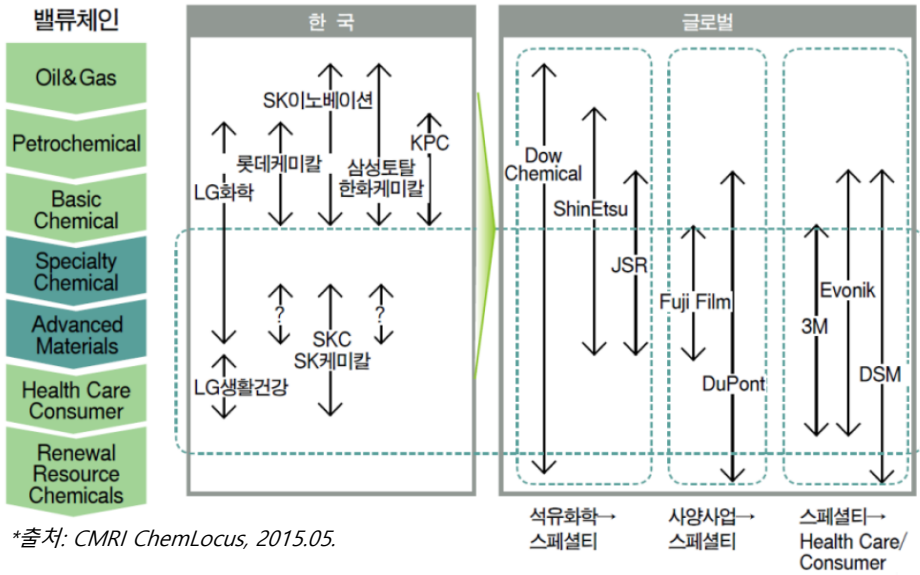 밸류체인
Oil&Gas
Petrochemical
Basic
Chemical
Specialty
Chemical
Advanced
Materials
Health Care
Consumer
Renewal
Resource
Chemicals
한 국
SK이노베이션
KPC
롯데케미칼
삼성토탈
한화케미칼
LG화학
?
?
SKC
SK케미칼
LG생활건강
글로벌
Dow
Chemical
ShinEtsu
JSR
Fuji Film
DuPont
Evonik
3M
DSM
석유화학→
스페셜티
사양사업→
스페셜티
스페셜티→
Health Care/
Consumer
*출처: CMRI ChemLocus, 2015.05.